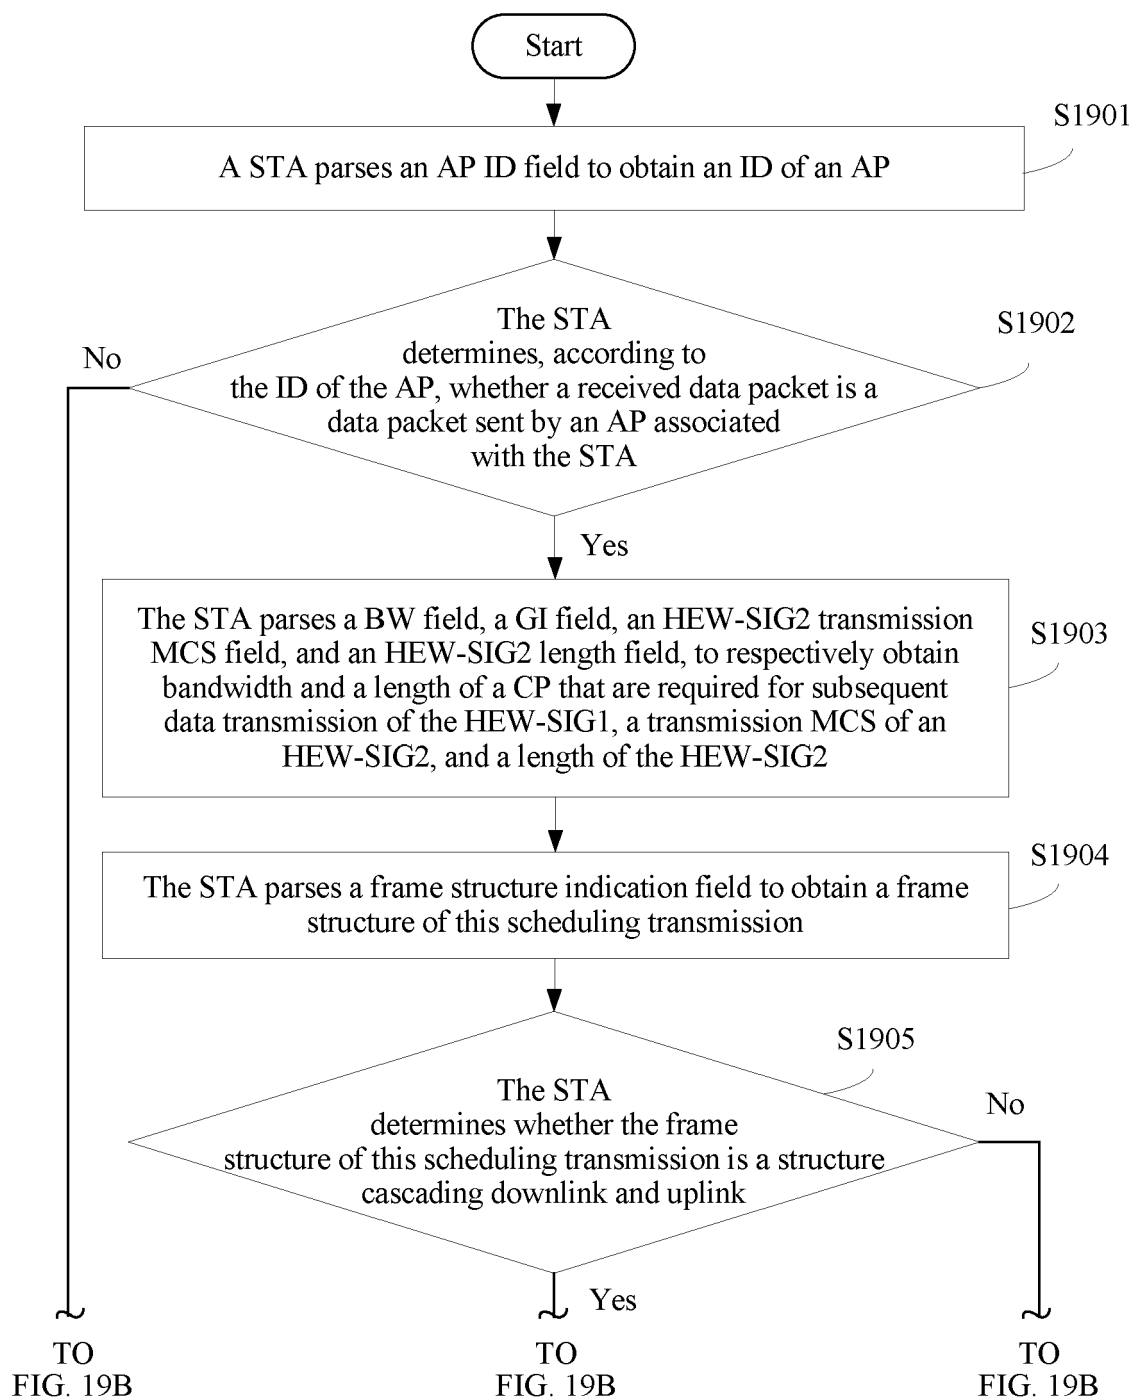 Start
S1901
A STA parses an AP ID field to obtain an ID of an AP
S1902
The STA
determines, according to
the ID of the AP, whether a received data packet is a
data packet sent by an AP associated
with the STA
No
Yes
S1903
The STA parses a BW field, a GI field, an HEW-SIG2 transmission
MCS field, and an HEW-SIG2 length field, to respectively obtain
bandwidth and a length of a CP that are required for subsequent
data transmission of the HEW-SIG1, a transmission MCS of an
HEW-SIG2, and a length of the HEW-SIG2
S1904
The STA parses a frame structure indication field to obtain a frame
structure of this scheduling transmission
S1905
The STA
determines whether the frame
structure of this scheduling transmission is a structure
cascading downlink and uplink
No
Yes
TO
FIG. 19B
TO
FIG. 19B
TO
FIG. 19B